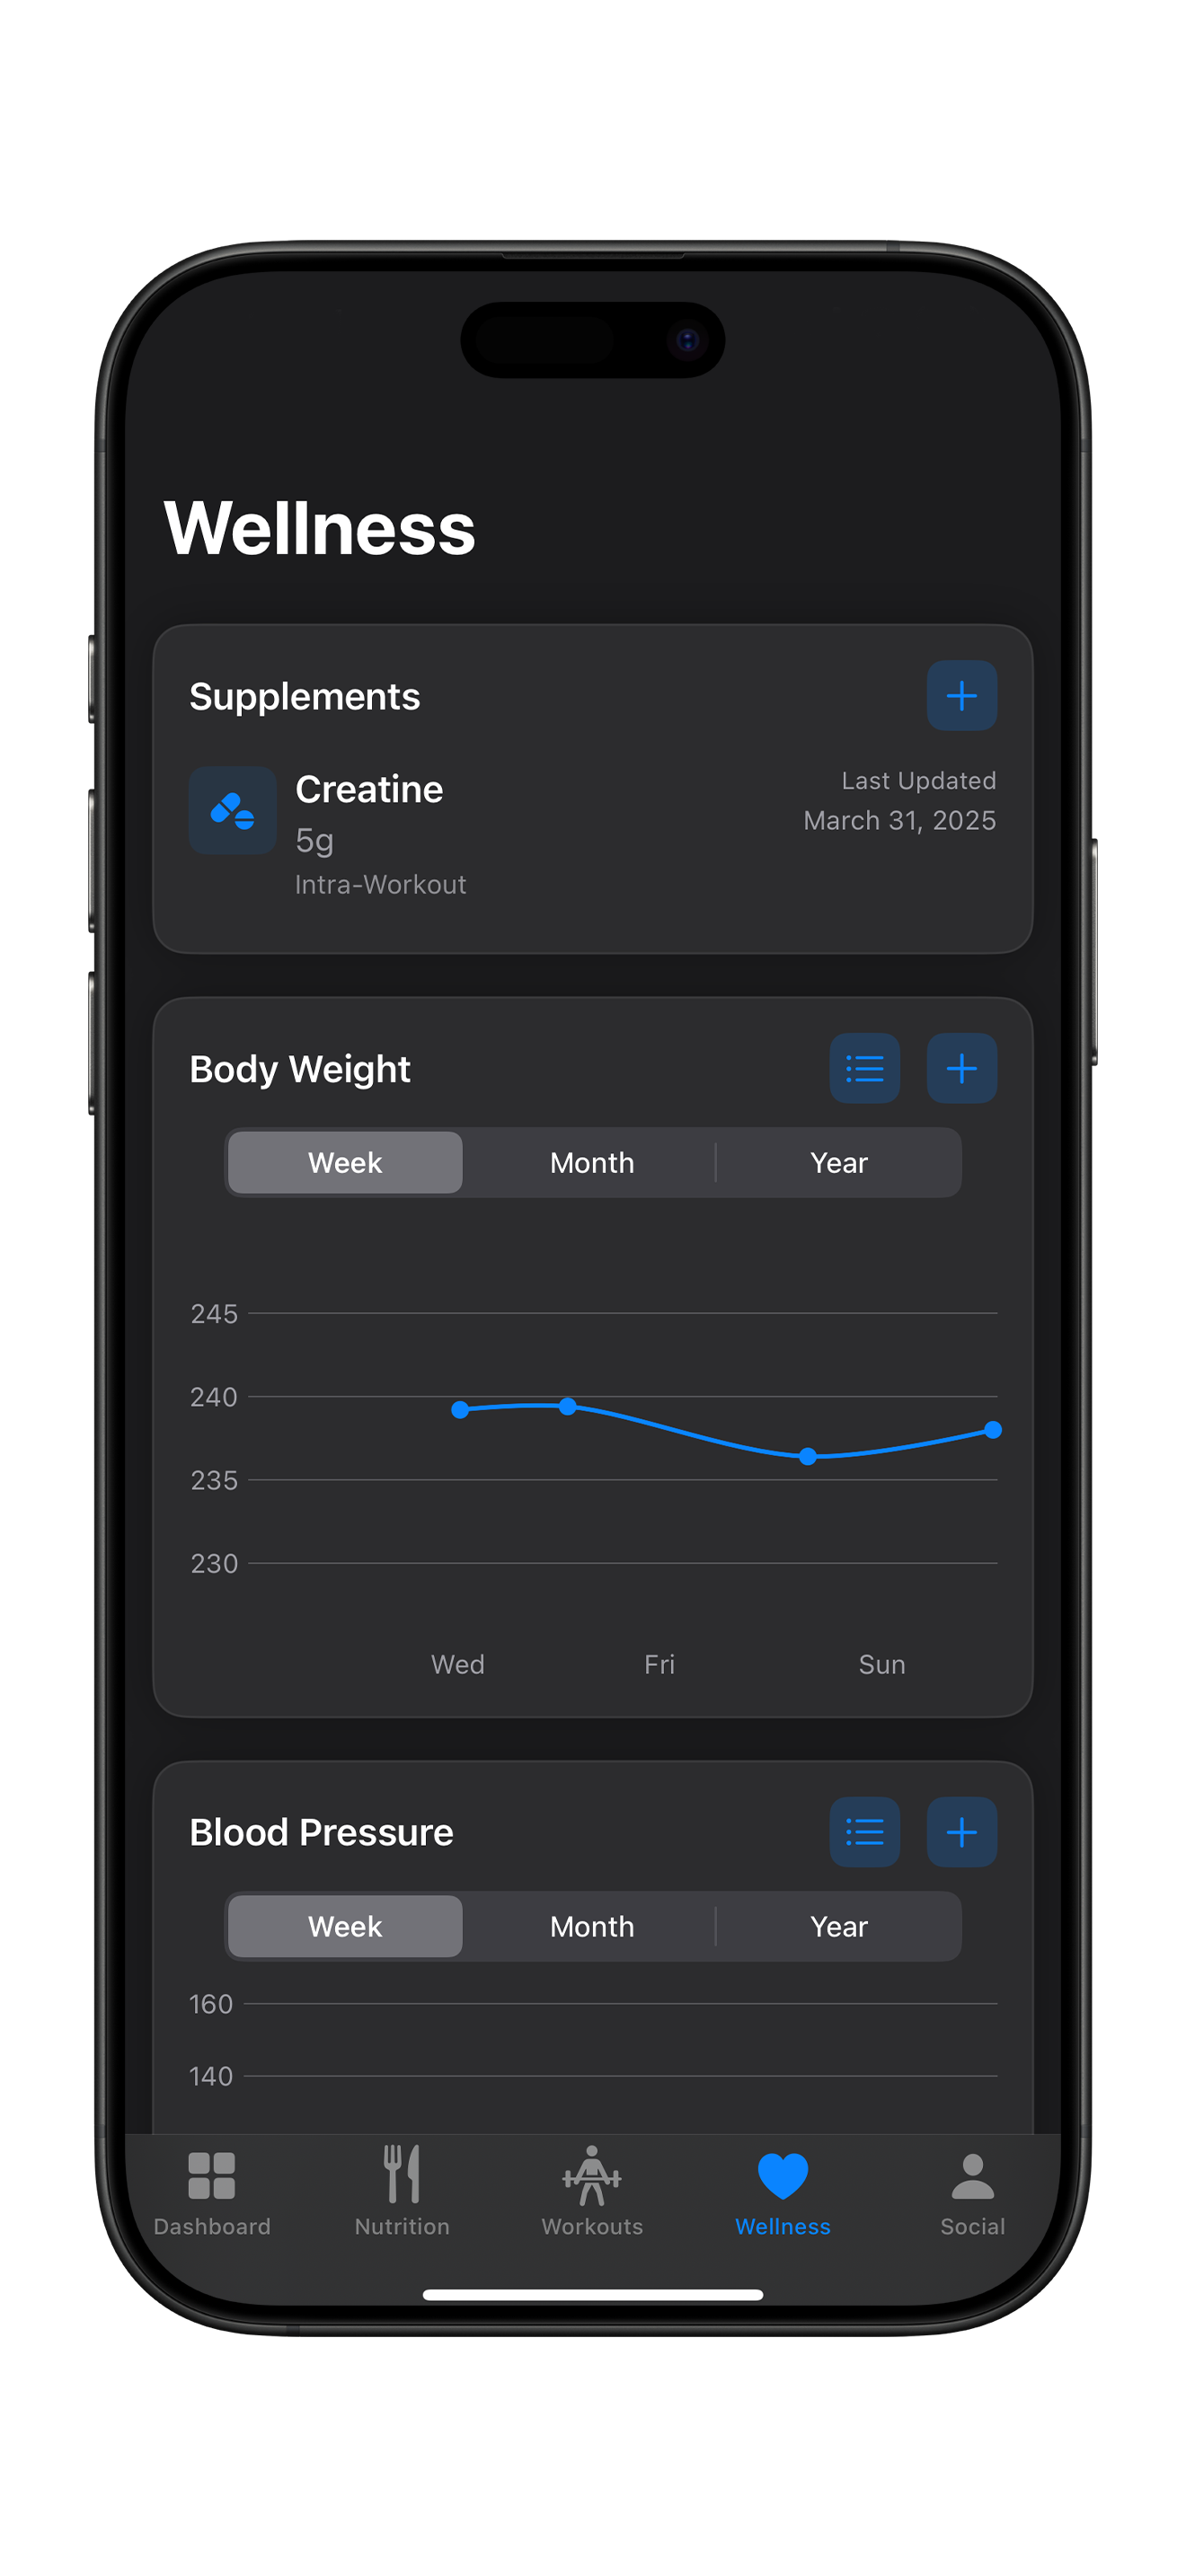 Wellness
Supplements
Creatine
5g
Intra-Workout
Last Updated
March 31, 2025
Body Weight
Week Month Year
245
240
235
230
Wed Fri Sun
Blood Pressure
Week Month Year
160
140
Dashboard Nutrition Workouts Wellness Social